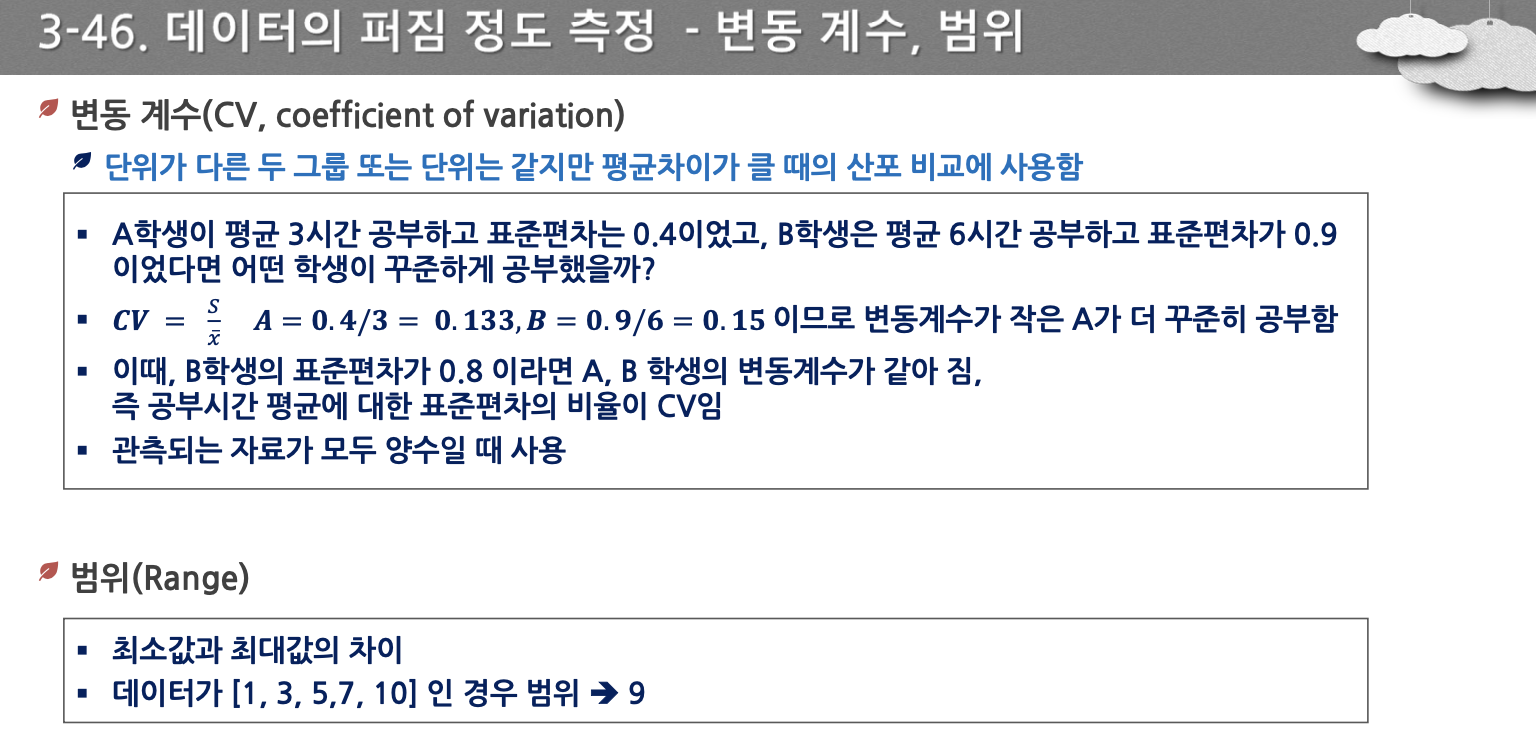 3-46. 데이터의 퍼짐 정도 측정 - 변동 계수, 범위
변동 계수(CV, coefficient of variation)
단위가 다른 두 그룹 또는 단위는 같지만 평균차이가 클 때의 산포 비교에 사용함
▪ A학생이 평균 3시간 공부하고 표준편차는 0.4이었고, B학생은 평균 6시간 공부하고 표준편차가 0.9
이었다면 어떤 학생이 꾸준하게 공부했을까?
▪ CV = S/x̄ A = 0.4/3 = 0.133, B = 0.9/6 = 0.15 이므로 변동계수가 작은 A가 더 꾸준히 공부함
▪ 이때, B학생의 표준편차가 0.8 이라면 A, B 학생의 변동계수가 같아 짐,
즉 공부시간 평균에 대한 표준편차의 비율이 CV임
▪ 관측되는 자료가 모두 양수일 때 사용
범위(Range)
▪ 최소값과 최대값의 차이
▪ 데이터가 [1, 3, 5,7, 10] 인 경우 범위 ➔ 9